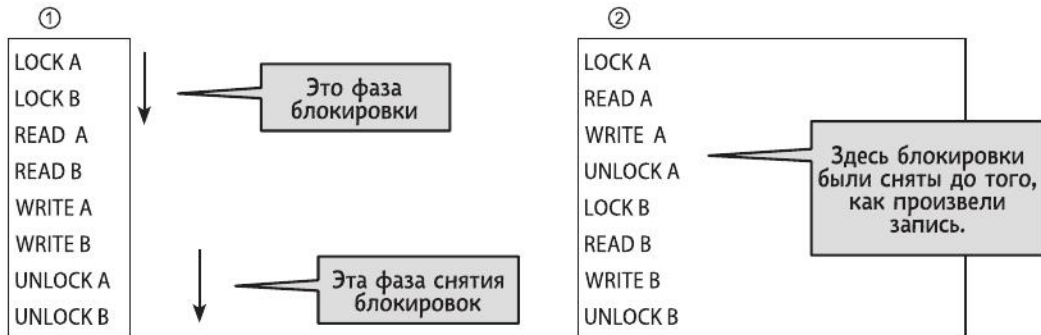 ①
LOCK A
LOCK B
READ A
READ B
WRITE A
WRITE B
UNLOCK A
UNLOCK B
Это фаза
блокировки
Эта фаза снятия
блокировок
②
LOCK A
READ A
WRITE A
UNLOCK A
LOCK B
READ B
WRITE B
UNLOCK B
Здесь блокировки
были сняты до того,
как произвели
запись.